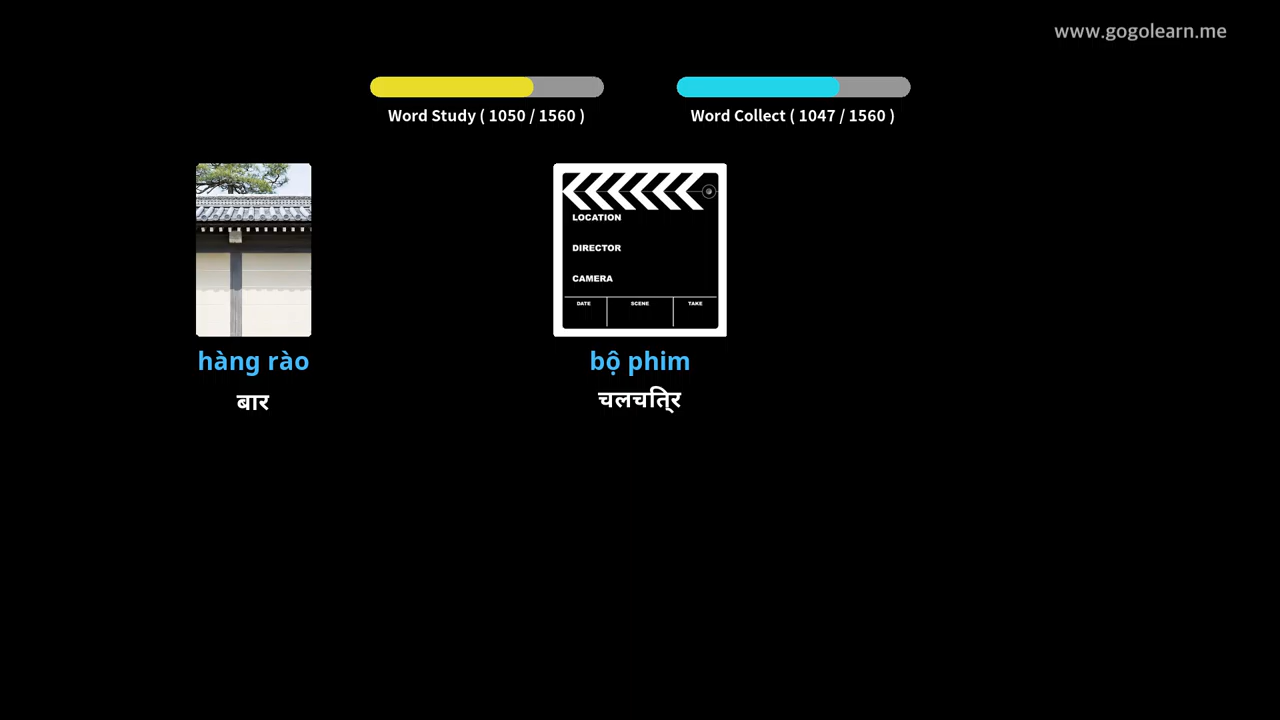 www.gogolearn.me
Word Study ( 1050 / 1560 )
Word Collect ( 1047 / 1560 )
LOCATION
DIRECTOR
CAMERA
DATE SCENE TAKE
hàng rào
bộ phim
बार
चलचित्रि